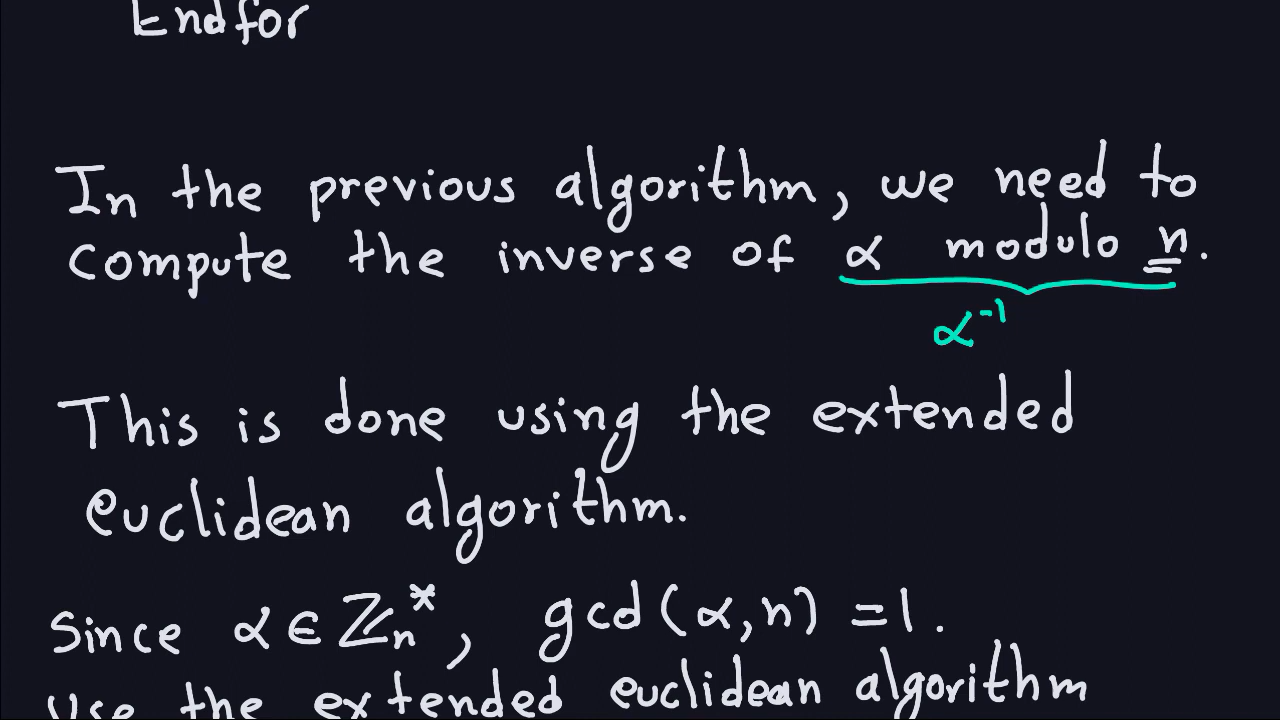 Endfor
In the previous algorithm, we need to
compute the inverse of α modulo n.
α⁻¹
This is done using the extended
euclidean algorithm.
Since α ∈ ℤₙ*, gcd(α,n) = 1.
Use the extended euclidean algorithm